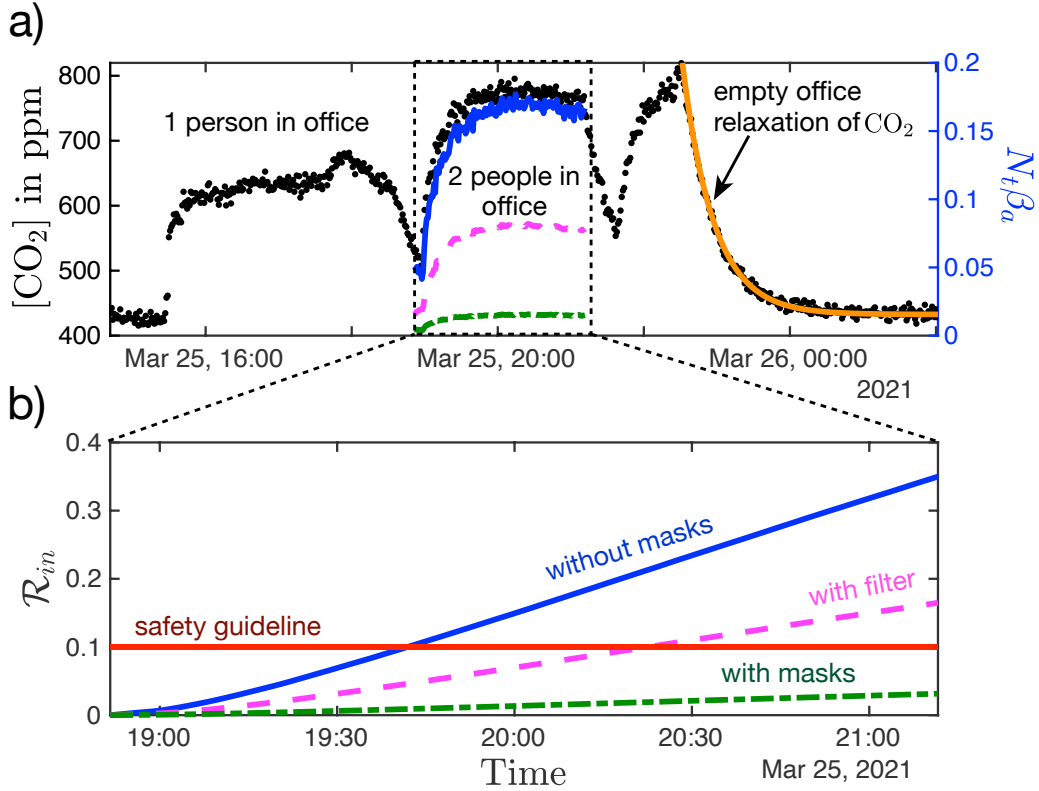 a)
800
700
600
500
400
[CO₂] in ppm
1 person in office
2 people in
office
empty office
relaxation of CO₂
0.2
0.15
0.1
0.05
0
Nₜβₐ
Mar 25, 16:00
Mar 25, 20:00
Mar 26, 00:00
2021
b)
0.4
0.3
0.2
0.1
0
ℛᵢₙ
without masks
with filter
safety guideline
with masks
19:00
19:30
20:00
20:30
21:00
Time
Mar 25, 2021